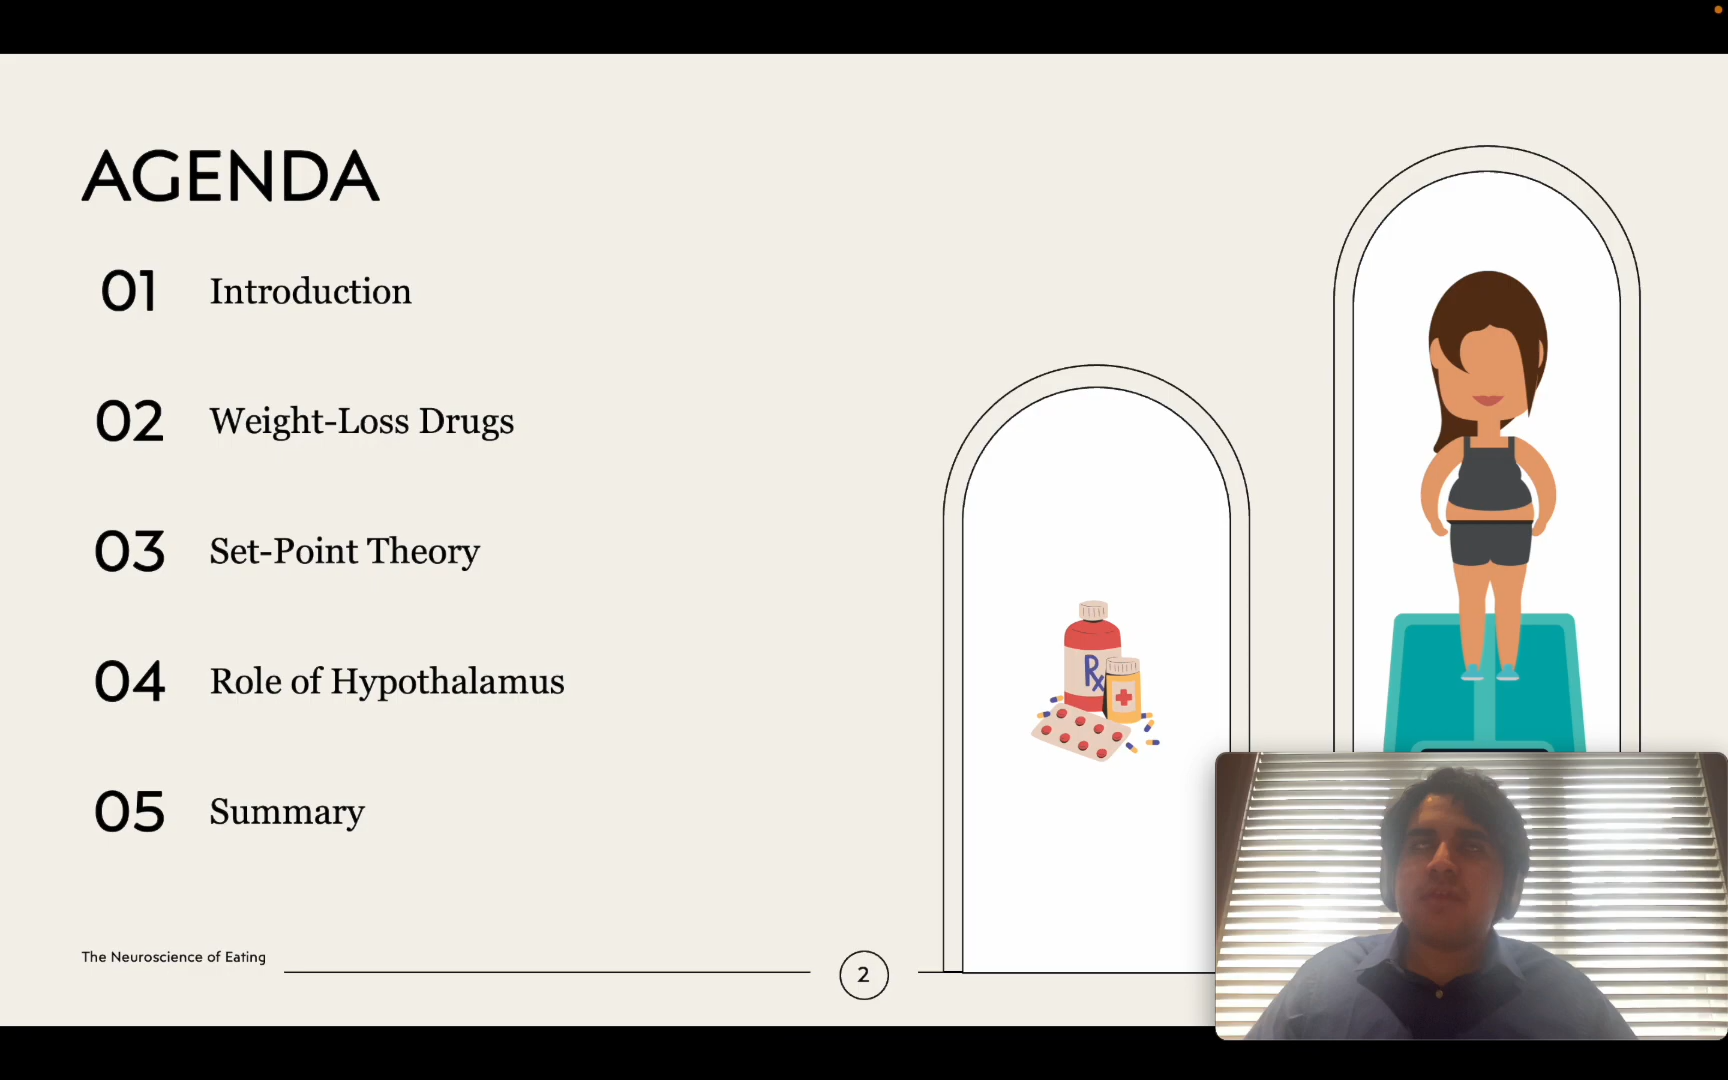 AGENDA
01 Introduction
02 Weight-Loss Drugs
03 Set-Point Theory
04 Role of Hypothalamus
05 Summary
Rx
The Neuroscience of Eating
2